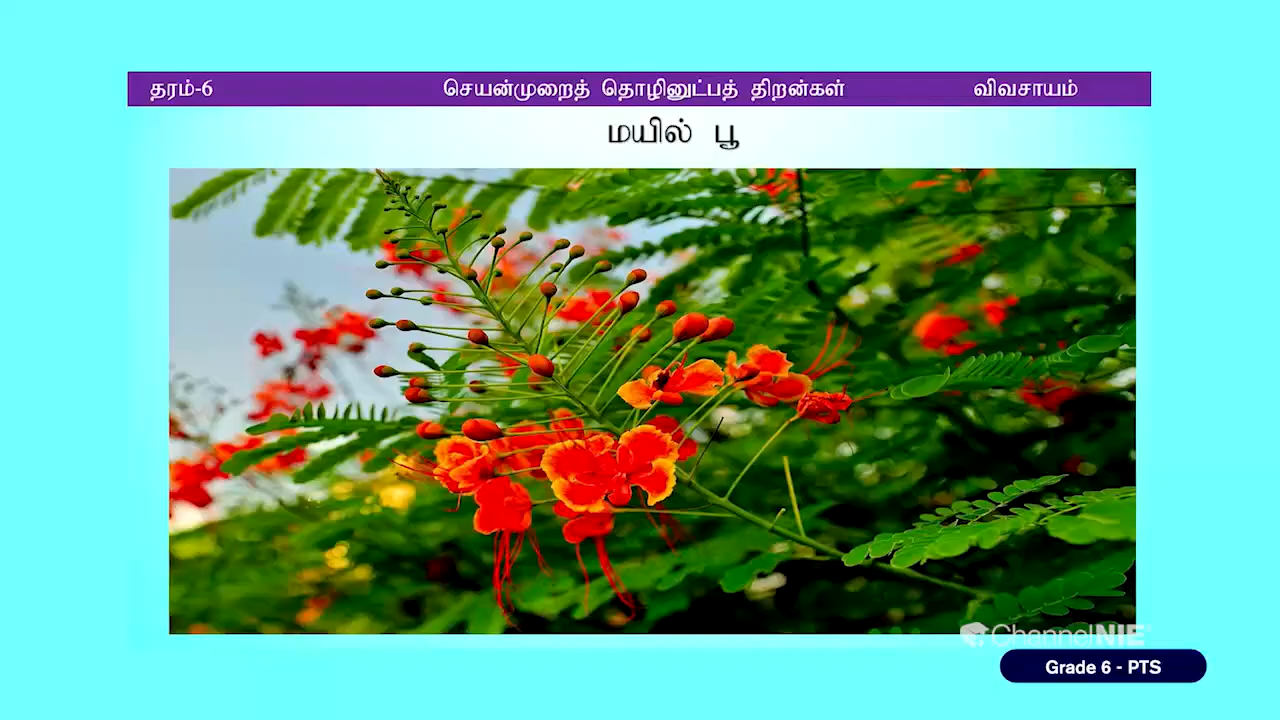 தரம்-6 செயன்முறைத் தொழினுட்பத் திறன்கள் விவசாயம்
மயில் பூ
ChannelNIE
Grade 6 - PTS